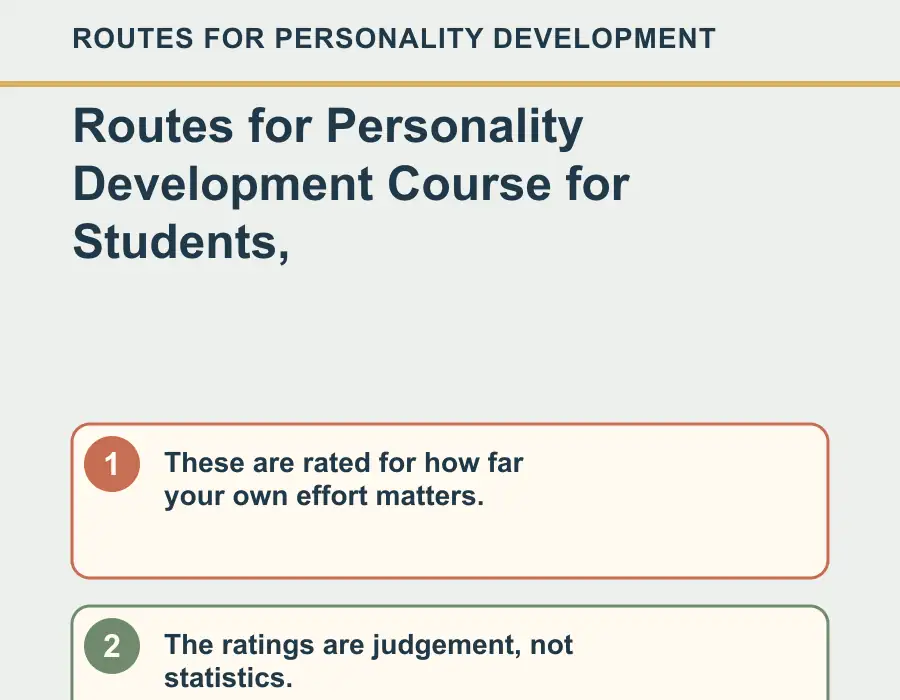 ROUTES FOR PERSONALITY DEVELOPMENT
Routes for Personality
Development Course for
Students,
1
These are rated for how far
your own effort matters.
2
The ratings are judgement, not
statistics.